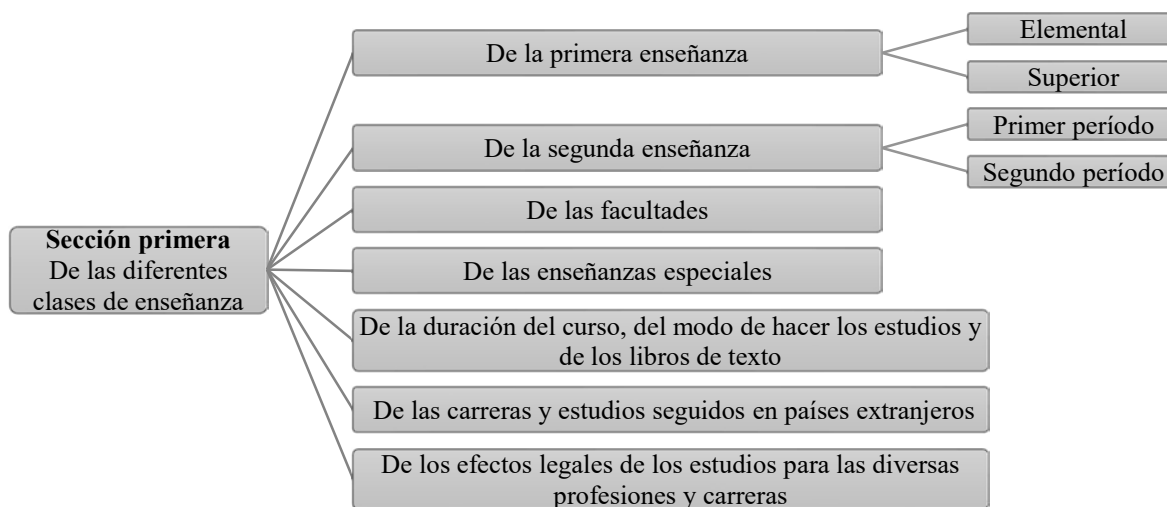 Sección primera
De las diferentes
clases de enseñanza
De la primera enseñanza
Elemental
Superior
De la segunda enseñanza
Primer período
Segundo período
De las facultades
De las enseñanzas especiales
De la duración del curso, del modo de hacer los estudios y
de los libros de texto
De las carreras y estudios seguidos en países extranjeros
De los efectos legales de los estudios para las diversas
profesiones y carreras